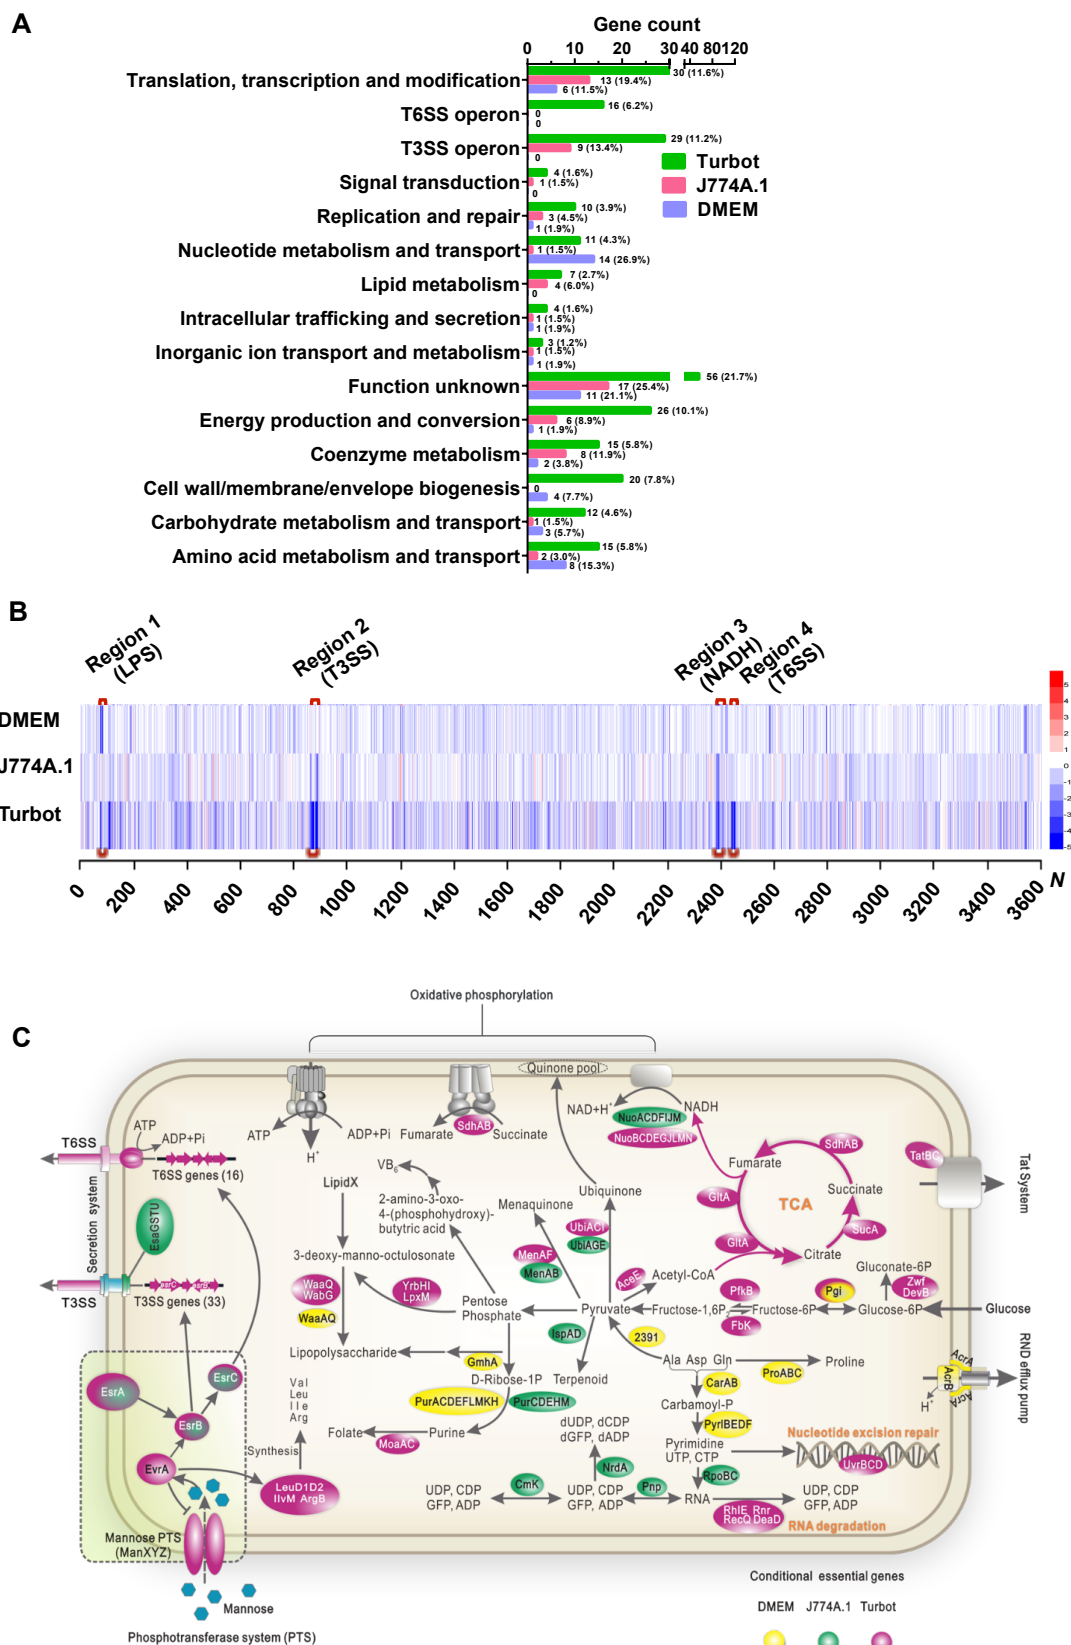 A
Gene count
0 10 20 30 40 80 120
Translation, transcription and modification
30 (11.6%)
13 (19.4%)
6 (11.5%)
T6SS operon
16 (6.2%)
0
0
T3SS operon
29 (11.2%)
9 (13.4%)
0
Turbot
J774A.1
DMEM
Signal transduction
4 (1.6%)
1 (1.5%)
0
Replication and repair
10 (3.9%)
3 (4.5%)
1 (1.9%)
Nucleotide metabolism and transport
11 (4.3%)
1 (1.5%)
14 (26.9%)
Lipid metabolism
7 (2.7%)
4 (6.0%)
0
Intracellular trafficking and secretion
4 (1.6%)
1 (1.5%)
1 (1.9%)
Inorganic ion transport and metabolism
3 (1.2%)
1 (1.5%)
1 (1.9%)
Function unknown
56 (21.7%)
17 (25.4%)
11 (21.1%)
Energy production and conversion
26 (10.1%)
6 (8.9%)
1 (1.9%)
Coenzyme metabolism
15 (5.8%)
8 (11.9%)
2 (3.8%)
Cell wall/membrane/envelope biogenesis
20 (7.8%)
0
4 (7.7%)
Carbohydrate metabolism and transport
12 (4.6%)
1 (1.5%)
3 (5.7%)
Amino acid metabolism and transport
15 (5.8%)
2 (3.0%)
8 (15.3%)
B
Region 1
(LPS)
Region 2
(T3SS)
Region 3
(NADH)
Region 4
(T6SS)
DMEM
J774A.1
Turbot
5
4
3
2
1
0
-1
-2
-3
-4
-5
0 200 400 600 800 1000 1200 1400 1600 1800 2000 2200 2400 2600 2800 3000 3200 3400 3600 N
C
Oxidative phosphorylation
Quinone pool
NAD+H+
NADH
NuoACDFIJM
NuoBCDEGJLMN
ATP
H+
ADP+Pi
Fumarate
SdhAB
Succinate
T6SS
ATP
ADP+Pi
T6SS genes (16)
Secretion system
EsaGSTU
T3SS
esrC
esrB
T3SS genes (33)
VB6
2-amino-3-oxo-
4-(phosphohydroxy)-
butyric acid
LipidX
3-deoxy-manno-octulosonate
WaaQ
WabG
WaaAQ
YrbHI
LpxM
Lipopolysaccharide
Menaquinone
Ubiquinone
UbiACI
UbiAGE
MenAF
MenAB
Fumarate
SdhAB
Succinate
SucA
TCA
GltA
GltA
Citrate
TatBC
Tat System
AceE
Acetyl-CoA
Gluconate-6P
Pentose
Phosphate
Pyruvate
Fructose-1,6P2
PfkB
FbK
Fructose-6P
Pgi
Glucose-6P
Zwf
DevB
Glucose
IspAD
2391
Ala Asp Gln
ProABC
Proline
GmhA
D-Ribose-1P
Terpenoid
CarAB
Carbamoyl-P
AcrA
AcrB
AcrA
H+
RND efflux pump
PurACDEFLMKH
PurCDEHM
PyrIBEDF
Folate
MoaAC
Purine
dUDP, dCDP
dGFP, dADP
Pyrimidine
UTP, CTP
Nucleotide excision repair
UvrBCD
NrdA
RpoBC
UDP, CDP
GFP, ADP
CmK
UDP, CDP
GFP, ADP
Pnp
RNA
UDP, CDP
GFP, ADP
RhlE Rnr
RecQ DeaD
RNA degradation
EsrA
EsrC
EsrB
EvrA
Val
Leu
Ile
Arg
Synthesis
LeuD1D2
IlvM ArgB
Mannose PTS
(ManXYZ)
Mannose
Phosphotransferase system (PTS)
Conditional essential genes
DMEM J774A.1 Turbot